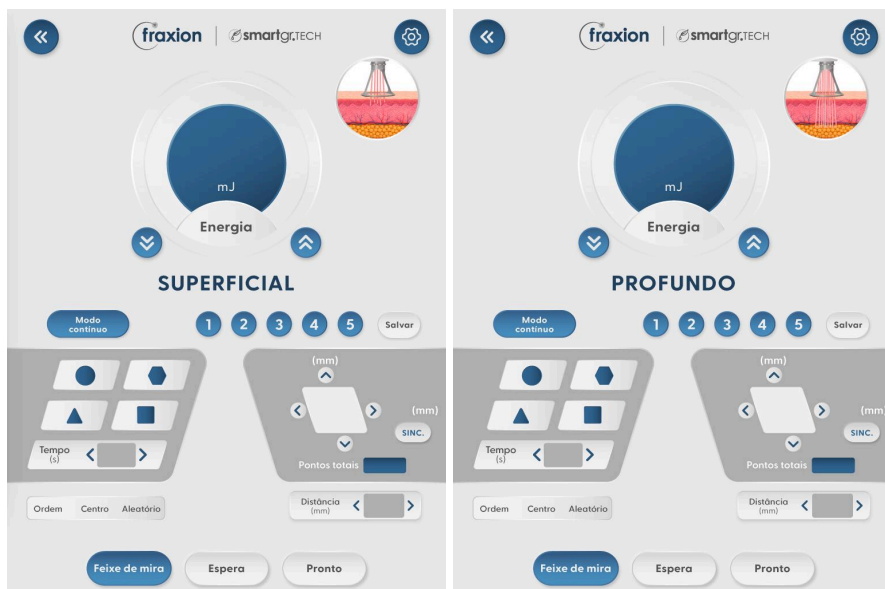 fraxion smartgr.TECH
mJ
Energia
SUPERFICIAL
Modo
contínuo
1 2 3 4 5 Salvar
(mm)
(mm)
SINC.
Tempo
(s)
Pontos totais
Ordem Centro Aleatório
Distância
(mm)
Feixe de mira Espera Pronto
fraxion smartgr.TECH
mJ
Energia
PROFUNDO
Modo
contínuo
1 2 3 4 5 Salvar
(mm)
(mm)
SINC.
Tempo
(s)
Pontos totais
Ordem Centro Aleatório
Distância
(mm)
Feixe de mira Espera Pronto